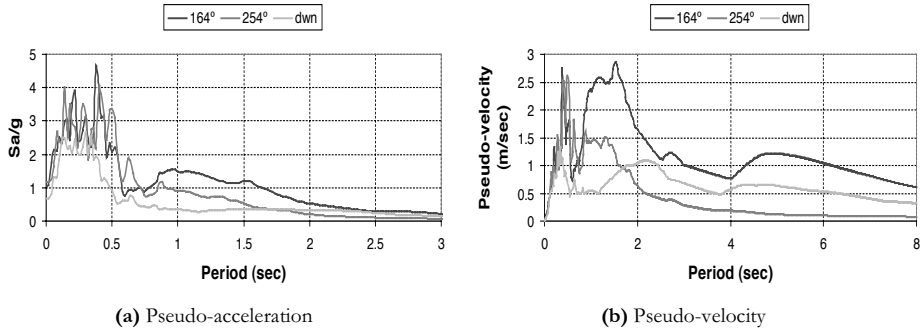 164º 254º dwn
5
4
3
2
1
0
Sa/g
0 0.5 1 1.5 2 2.5 3
Period (sec)
(a) Pseudo-acceleration
164º 254º dwn
3
2.5
2
1.5
1
0.5
0
Pseudo-velocity
(m/sec)
0 2 4 6 8
Period (sec)
(b) Pseudo-velocity